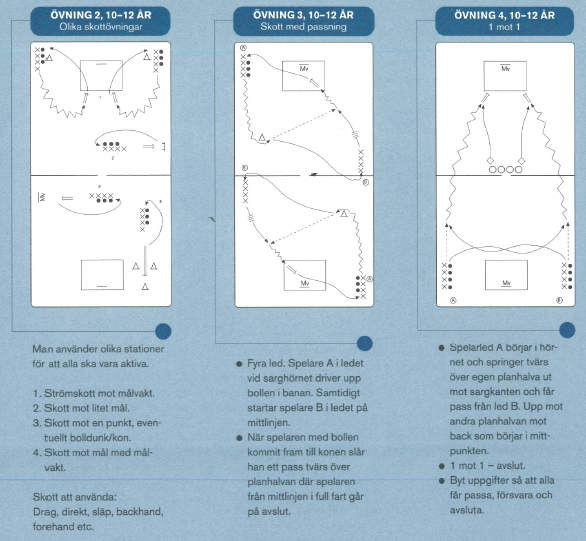 ÖVNING 2, 10–12 ÅR
Olika skottövningar
Mv
Man använder olika stationer
för att alla ska vara aktiva.
1. Strömskott mot målvakt.
2. Skott mot litet mål.
3. Skott mot en punkt, even-
tuellt bolldunk/kon.
4. Skott mot mål med mål-
vakt.
Skott att använda:
Drag, direkt, släp, backhand,
forehand etc.
ÖVNING 3, 10–12 ÅR
Skott med passning
A
Mv
B
B
Mv
A
● Fyra led. Spelare A i ledet
vid sarghörnet driver upp
bollen i banan. Samtidigt
startar spelare B i ledet på
mittlinjen.
● När spelaren med bollen
kommit fram till konen slår
han ett pass tvärs över
planhalvan där spelaren
från mittlinjen i full fart går
på avslut.
ÖVNING 4, 10–12 ÅR
1 mot 1
Mv
Mv
A
B
● Spelarled A börjar i hör-
net och springer tvärs
över egen planhalva ut
mot sargkanten och får
pass från led B. Upp mot
andra planhalvan mot
back som börjar i mitt-
punkten.
● 1 mot 1 – avslut.
● Byt uppgifter så att alla
får passa, försvara och
avsluta.